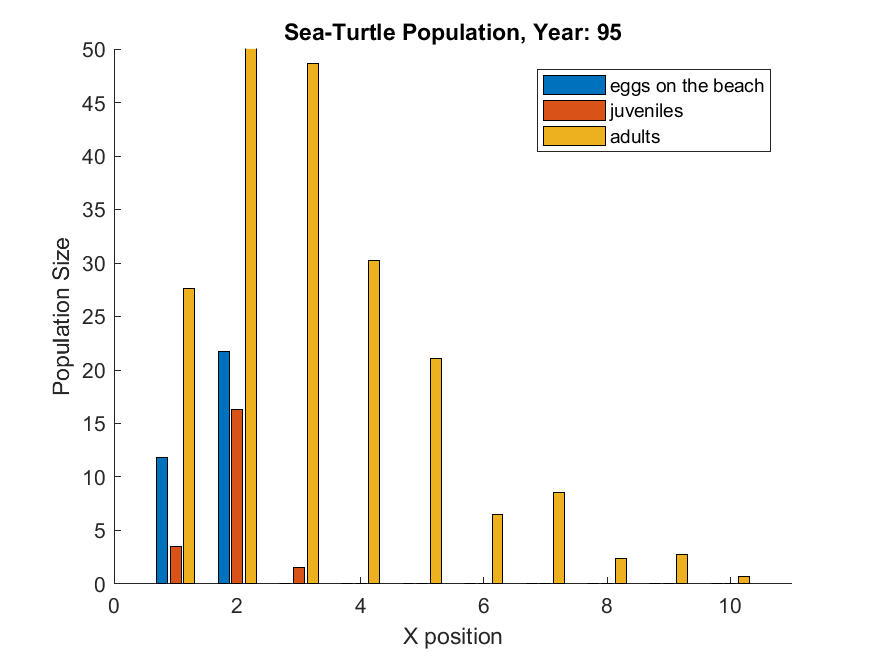 Sea-Turtle Population, Year: 95
50
45
40
35
30
25
20
15
10
5
0
Population Size
eggs on the beach
juveniles
adults
0 2 4 6 8 10
X position